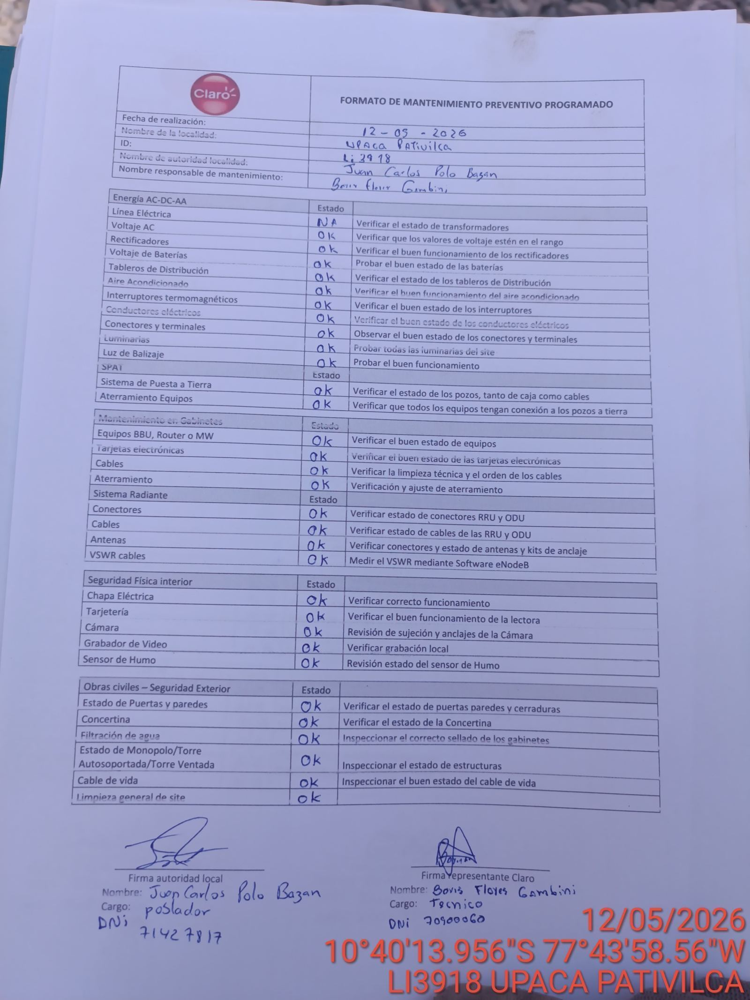 Claro
FORMATO DE MANTENIMIENTO PREVENTIVO PROGRAMADO
Fecha de realización: 12-05-2026
Nombre de la localidad: UPACA PATIVILCA
ID: Li 3918
Nombre de autoridad localidad: Juan Carlos Polo Bazan
Nombre responsable de mantenimiento: Boris Flores Gambini
Energía AC-DC-AA Estado
Línea Eléctrica NA Verificar el estado de transformadores
Voltaje AC OK Verificar que los valores de voltaje estén en el rango
Rectificadores OK Verificar el buen funcionamiento de los rectificadores
Voltaje de Baterías OK Probar el buen estado de las baterías
Tableros de Distribución OK Verificar el estado de los tableros de Distribución
Aire Acondicionado OK Verificar el buen funcionamiento del aire acondicionado
Interruptores termomagnéticos OK Verificar el buen estado de los interruptores
Conductores eléctricos OK Verificar el buen estado de los conductores eléctricos
Conectores y terminales OK Observar el buen estado de los conectores y terminales
Luminarias OK Probar todas las luminarias del site
Luz de Balizaje OK Probar el buen funcionamiento
SPAT Estado
Sistema de Puesta a Tierra OK Verificar el estado de los pozos, tanto de caja como cables
Aterramiento Equipos OK Verificar que todos los equipos tengan conexión a los pozos a tierra
Mantenimiento en Gabinetes Estado
Equipos BBU, Router o MW OK Verificar el buen estado de equipos
Tarjetas electrónicas OK Verificar el buen estado de las tarjetas electrónicas
Cables OK Verificar la limpieza técnica y el orden de los cables
Aterramiento OK Verificación y ajuste de aterramiento
Sistema Radiante Estado
Conectores OK Verificar estado de conectores RRU y ODU
Cables OK Verificar estado de cables de las RRU y ODU
Antenas OK Verificar conectores y estado de antenas y kits de anclaje
VSWR cables OK Medir el VSWR mediante Software eNodeB
Seguridad Física interior Estado
Chapa Eléctrica OK Verificar correcto funcionamiento
Tarjetería OK Verificar el buen funcionamiento de la lectora
Cámara OK Revisión de sujeción y anclajes de la Cámara
Grabador de Video OK Verificar grabación local
Sensor de Humo OK Revisión estado del sensor de Humo
Obras civiles – Seguridad Exterior Estado
Estado de Puertas y paredes OK Verificar el estado de puertas paredes y cerraduras
Concertina OK Verificar el estado de la Concertina
Filtración de agua OK Inspeccionar el correcto sellado de los gabinetes
Estado de Monopolo/Torre
Autosoportada/Torre Ventada OK Inspeccionar el estado de estructuras
Cable de vida OK Inspeccionar el buen estado del cable de vida
Limpieza general de site OK
Firma autoridad local Firma representante Claro
Nombre: Juan Carlos Polo Bazan Nombre: Boris Flores Gambini
Cargo: poblador Cargo: Tecnico
DNi 71427817 DNi 70900060
12/05/2026
10°40'13.956"S 77°43'58.56"W
LI3918 UPACA PATIVILCA